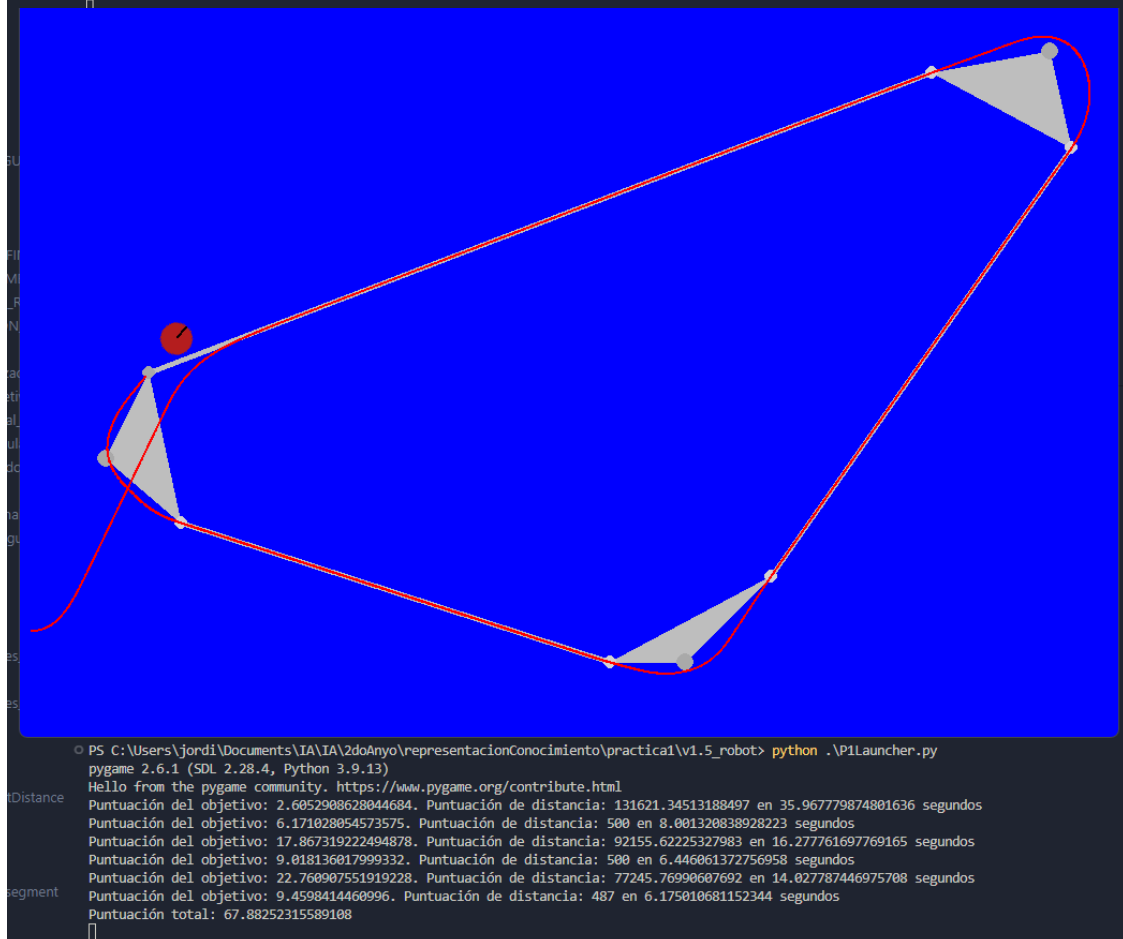 PS C:\Users\jordi\Documents\IA\IA\2doAnyo\representacionConocimiento\practica1\v1.5_robot> python .\P1Launcher.py
pygame 2.6.1 (SDL 2.28.4, Python 3.9.13)
Hello from the pygame community. https://www.pygame.org/contribute.html
tDistance
Puntuación del objetivo: 2.6052908628044684. Puntuación de distancia: 131621.34513188497 en 35.967779874801636 segundos
Puntuación del objetivo: 6.171028054573575. Puntuación de distancia: 500 en 8.001320838928223 segundos
Puntuación del objetivo: 17.867319222494878. Puntuación de distancia: 92155.62225327983 en 16.277761697769165 segundos
Puntuación del objetivo: 9.018136017999332. Puntuación de distancia: 500 en 6.446061372756958 segundos
Puntuación del objetivo: 22.760907551919228. Puntuación de distancia: 77245.76990607692 en 14.027787446975708 segundos
segment
Puntuación del objetivo: 9.4598414460996. Puntuación de distancia: 487 en 6.175010681152344 segundos
Puntuación total: 67.88252315589108